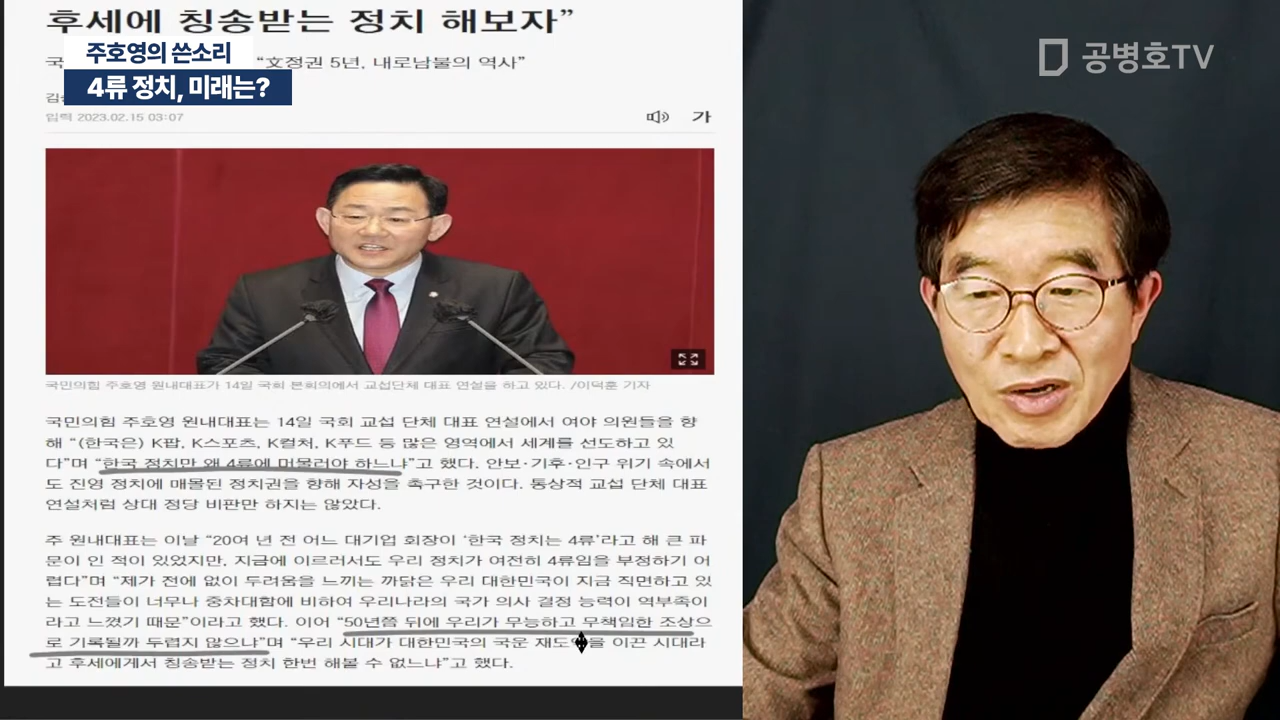 후세에 칭송받는 정치 해보자”
주호영의 쓴소리
“文정권 5년, 내로남불의 역사”
4류 정치, 미래는?
입력 2023.02.15 03:07
가
공병호TV
국민의힘 주호영 원내대표가 14일 국회 본회의에서 교섭단체 대표 연설을 하고 있다. /이덕훈 기자
국민의힘 주호영 원내대표는 14일 국회 교섭 단체 대표 연설에서 여야 의원들을 향
해 “(한국은) K팝, K스포츠, K컬처, K푸드 등 많은 영역에서 세계를 선도하고 있
다”며 “한국 정치만 왜 4류에 머물러야 하느냐”고 했다. 안보·기후·인구 위기 속에서
도 진영 정치에 매몰된 정치권을 향해 자성을 촉구한 것이다. 통상적 교섭 단체 대표
연설처럼 상대 정당 비판만 하지는 않았다.
주 원내대표는 이날 “20여 년 전 어느 대기업 회장이 ‘한국 정치는 4류’라고 해 큰 파
문이 인 적이 있었지만, 지금에 이르러서도 우리 정치가 여전히 4류임을 부정하기 어
렵다”며 “제가 전에 없이 두려움을 느끼는 까닭은 우리 대한민국이 지금 직면하고 있
는 도전들이 너무나 중차대함에 비하여 우리나라의 국가 의사 결정 능력이 역부족이
라고 느꼈기 때문”이라고 했다. 이어 “50년쯤 뒤에 우리가 무능하고 무책임한 조상으
로 기록될까 두렵지 않으냐”며 “우리 시대가 대한민국의 국운 재도약을 이끈 시대라
고 후세에게서 칭송받는 정치 한번 해볼 수 없느냐”고 했다.